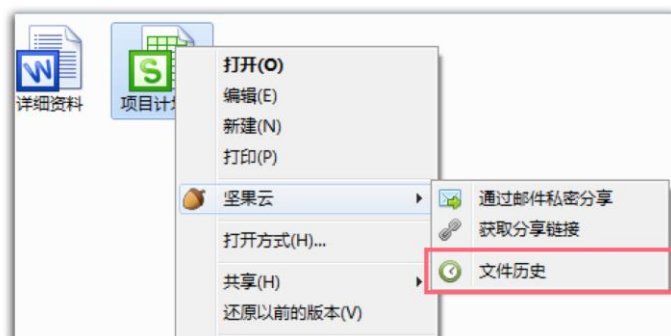 详细资料
项目计
打开(O)
编辑(E)
新建(N)
打印(P)
坚果云
打开方式(H)...
共享(H)
还原以前的版本(V)
通过邮件私密分享
获取分享链接
文件历史